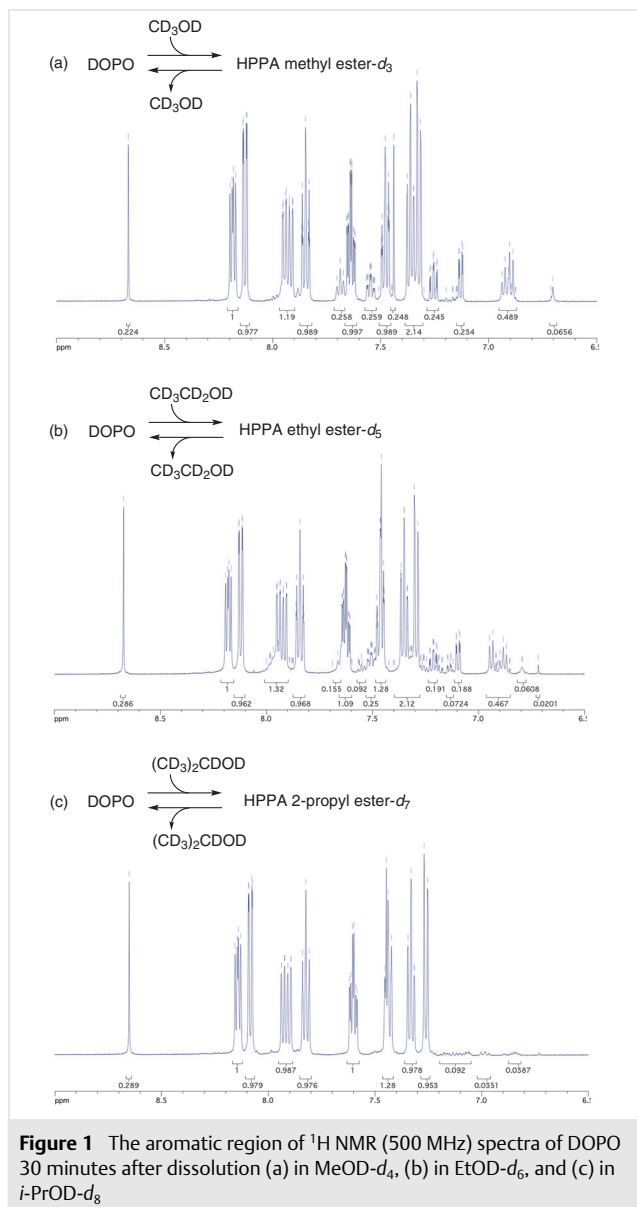 CD3OD
(a) DOPO HPPA methyl ester-d3
CD3OD
0.224 1 0.977 1.19 0.989 0.258 0.997 0.259 0.989 0.248 2.14 0.245 0.234 0.489 0.0656
ppm 8.5 8.0 7.5 7.0 6.5
CD3CD2OD
(b) DOPO HPPA ethyl ester-d5
CD3CD2OD
0.286 1 0.962 1.32 0.968 0.155 1.09 0.092 0.25 1.28 2.12 0.191 0.0724 0.188 0.467 0.0608 0.0201
ppm 8.5 8.0 7.5 7.0 6.5
(CD3)2CDOD
(c) DOPO HPPA 2-propyl ester-d7
(CD3)2CDOD
0.289 1 0.979 0.987 0.976 1 1.28 0.978 0.953 0.092 0.0351 0.0387
ppm 8.5 8.0 7.5 7.0 6.5
Figure 1 The aromatic region of 1H NMR (500 MHz) spectra of DOPO
30 minutes after dissolution (a) in MeOD-d4, (b) in EtOD-d6, and (c) in
i-PrOD-d8